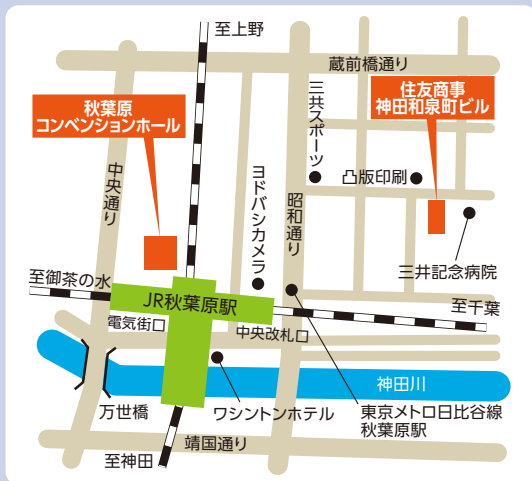 至上野
蔵前橋通り
住友商事
神田和泉町ビル
秋葉原
コンベンションホール
三共スポーツ
凸版印刷
中央通り
ヨドバシカメラ
昭和通り
三井記念病院
至御茶の水
JR秋葉原駅
至千葉
電気街口
中央改札口
神田川
万世橋
ワシントンホテル
東京メトロ日比谷線
秋葉原駅
靖国通り
至神田